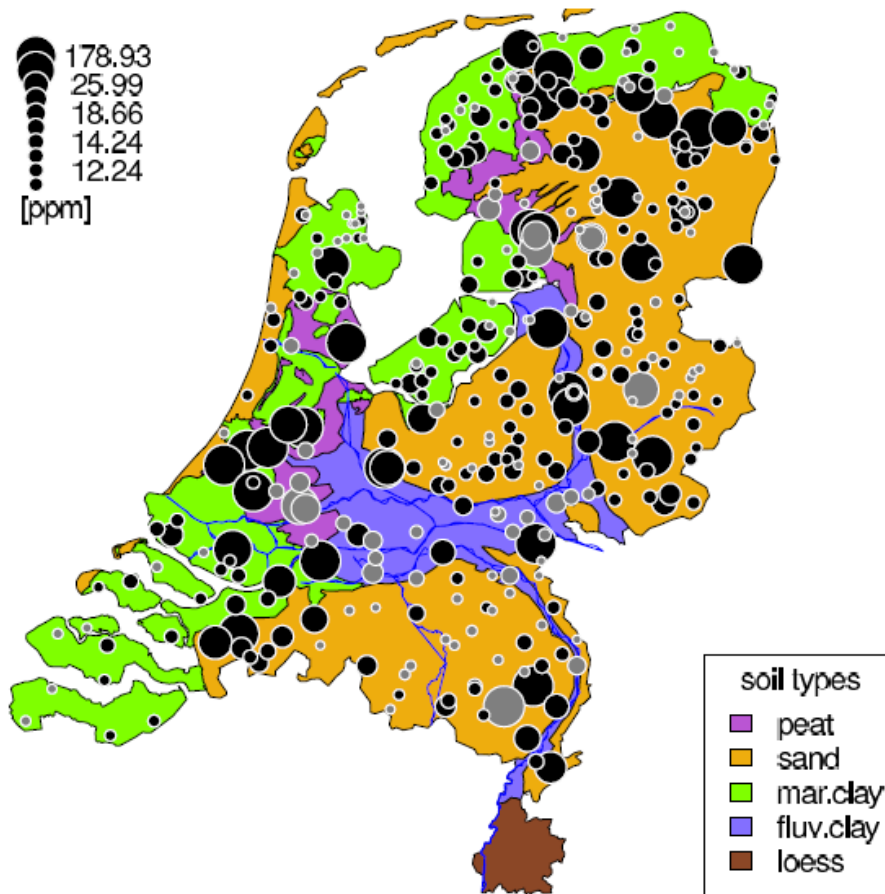 178.93
25.99
18.66
14.24
12.24
[ppm]
soil types
peat
sand
mar.clay
fluv.clay
loess